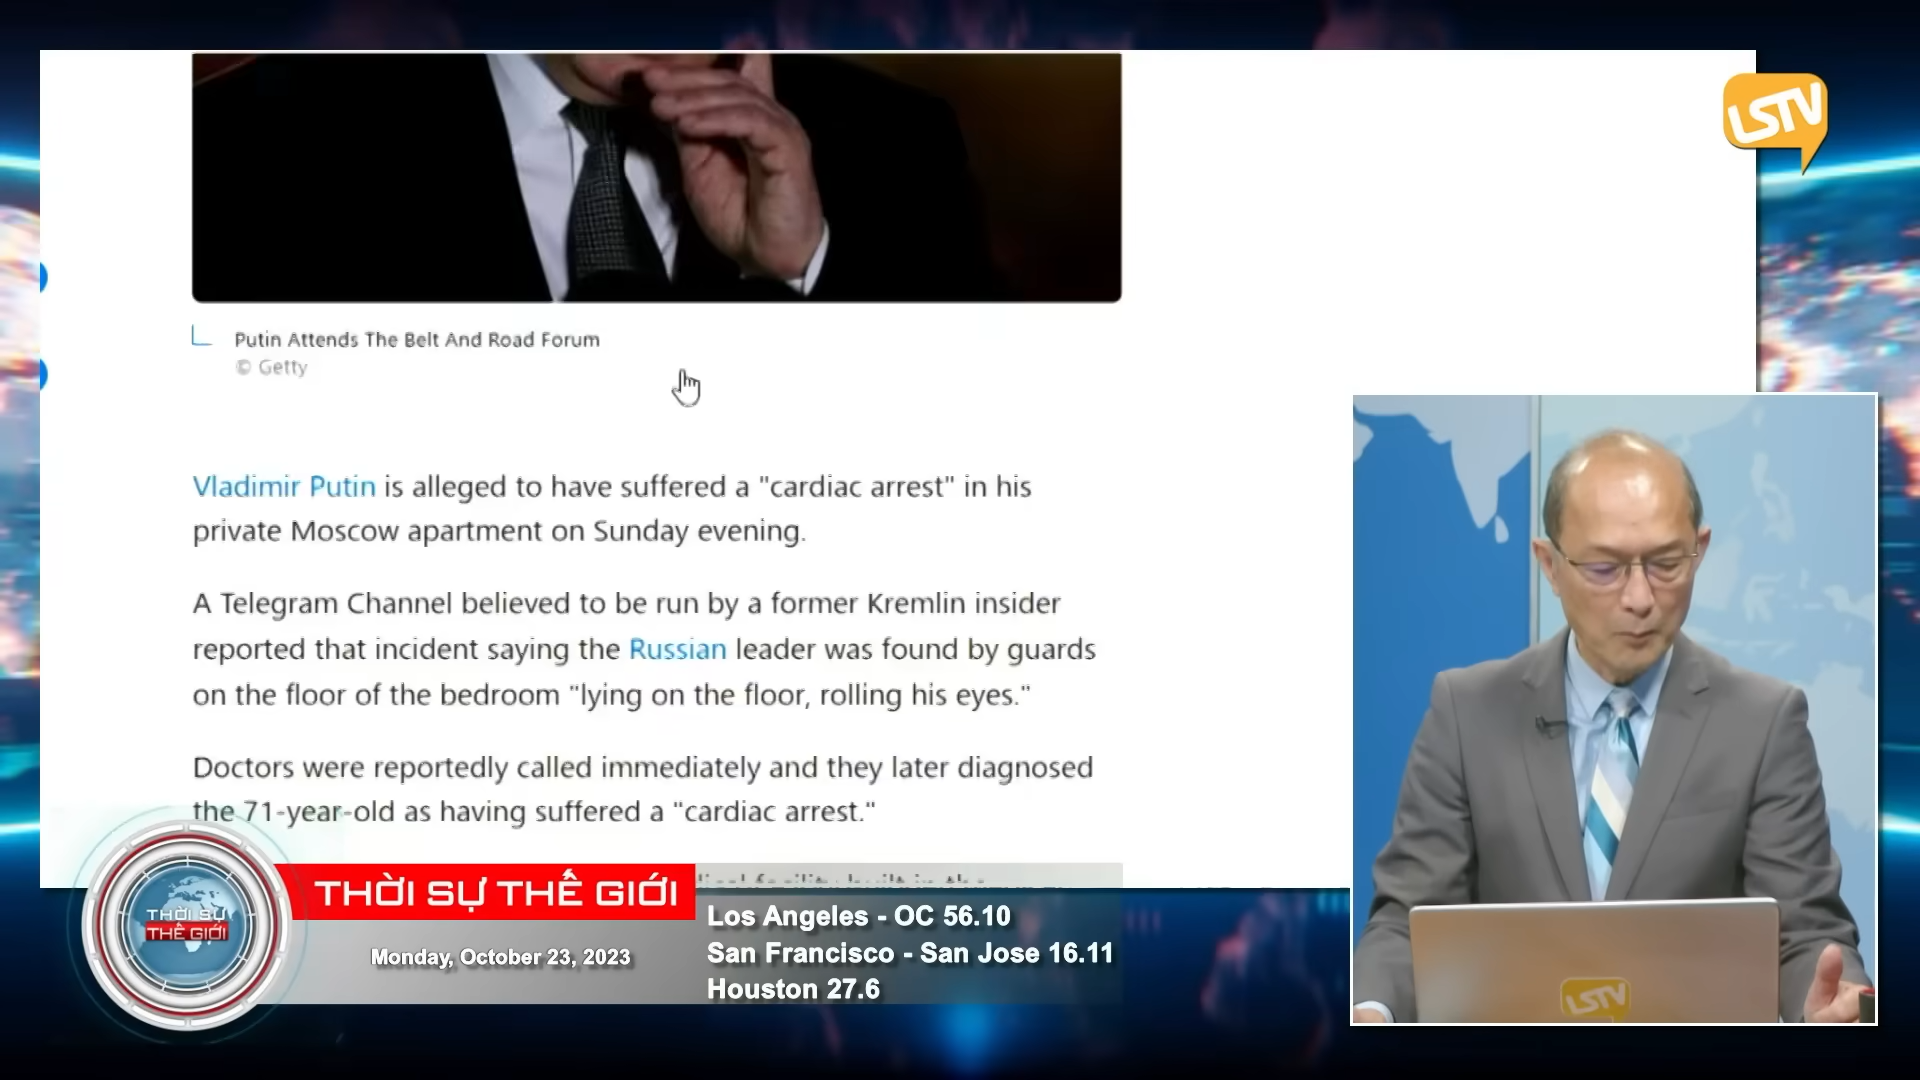 LSTV
Putin Attends The Belt And Road Forum
© Getty
Vladimir Putin is alleged to have suffered a "cardiac arrest" in his
private Moscow apartment on Sunday evening.
A Telegram Channel believed to be run by a former Kremlin insider
reported that incident saying the Russian leader was found by guards
on the floor of the bedroom "lying on the floor, rolling his eyes."
Doctors were reportedly called immediately and they later diagnosed
the 71-year-old as having suffered a "cardiac arrest."
THỜI SỰ
THẾ GIỚI
THỜI SỰ THẾ GIỚI
Monday, October 23, 2023
Los Angeles - OC 56.10
San Francisco - San Jose 16.11
Houston 27.6
LSTV